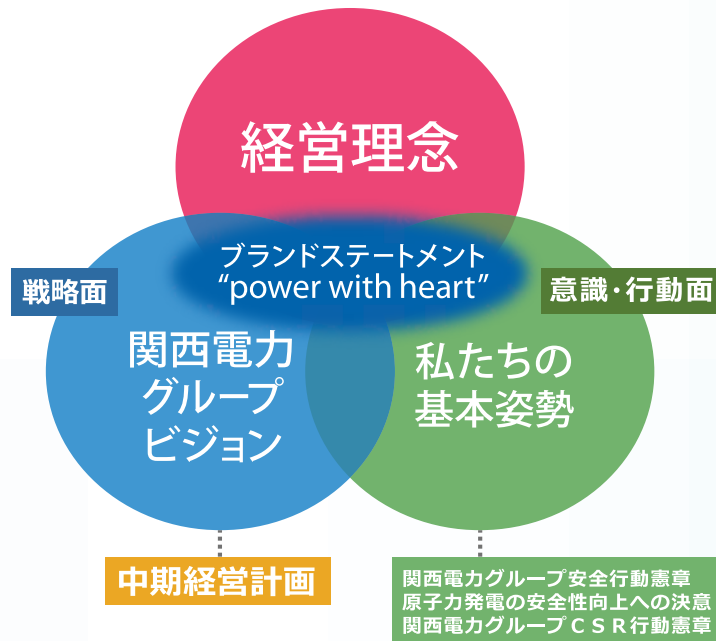 経営理念
ブランドステートメント
“power with heart”
戦略面
意識・行動面
関西電力
グループ
ビジョン
私たちの
基本姿勢
中期経営計画
関西電力グループ安全行動憲章
原子力発電の安全性向上への決意
関西電力グループＣＳＲ行動憲章